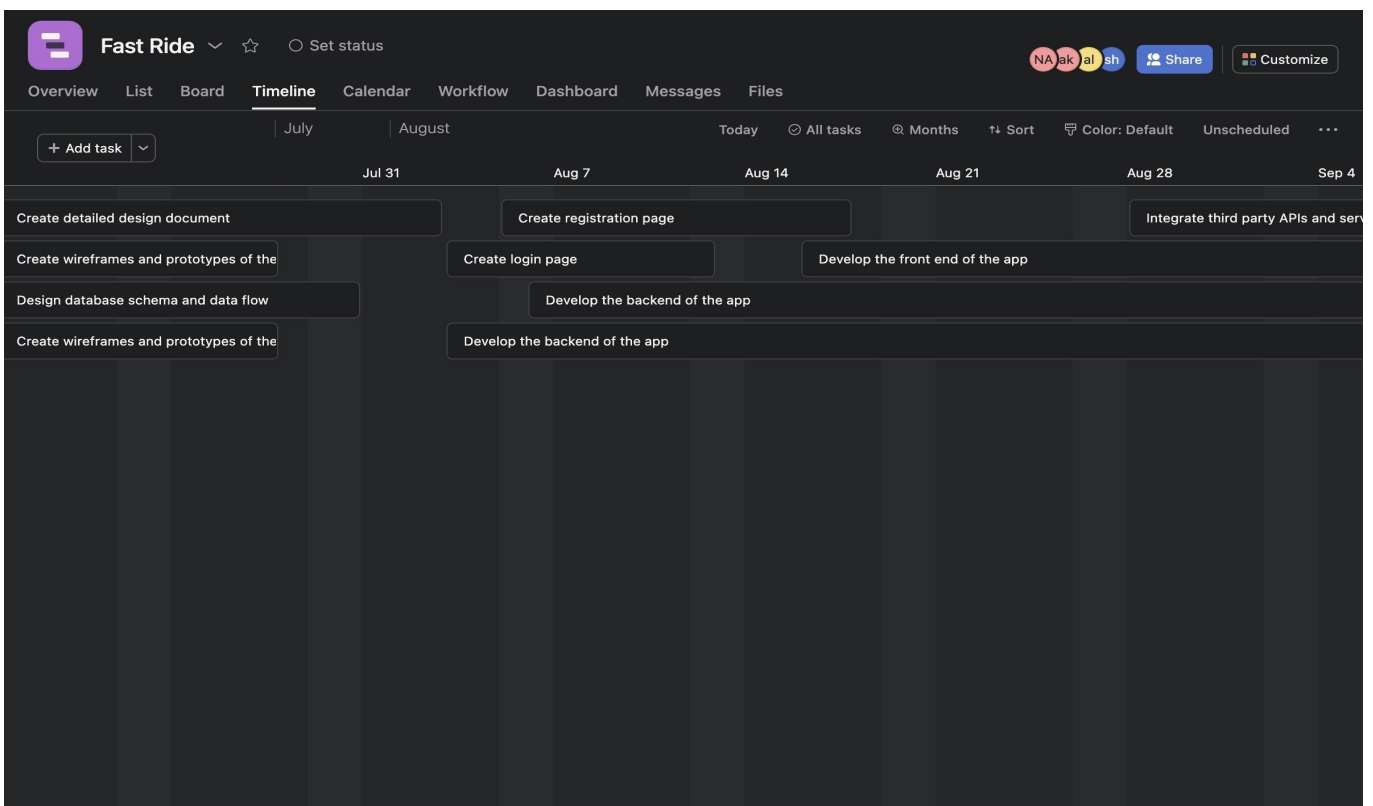 Fast Ride
Set status
NA ak al sh
Share
Customize
Overview List Board Timeline Calendar Workflow Dashboard Messages Files
+ Add task
July August
Today All tasks Months Sort Color: Default Unscheduled ...
Jul 31 Aug 7 Aug 14 Aug 21 Aug 28 Sep 4
Create detailed design document Create registration page Integrate third party APIs and serv
Create wireframes and prototypes of the Create login page Develop the front end of the app
Design database schema and data flow Develop the backend of the app
Create wireframes and prototypes of the Develop the backend of the app